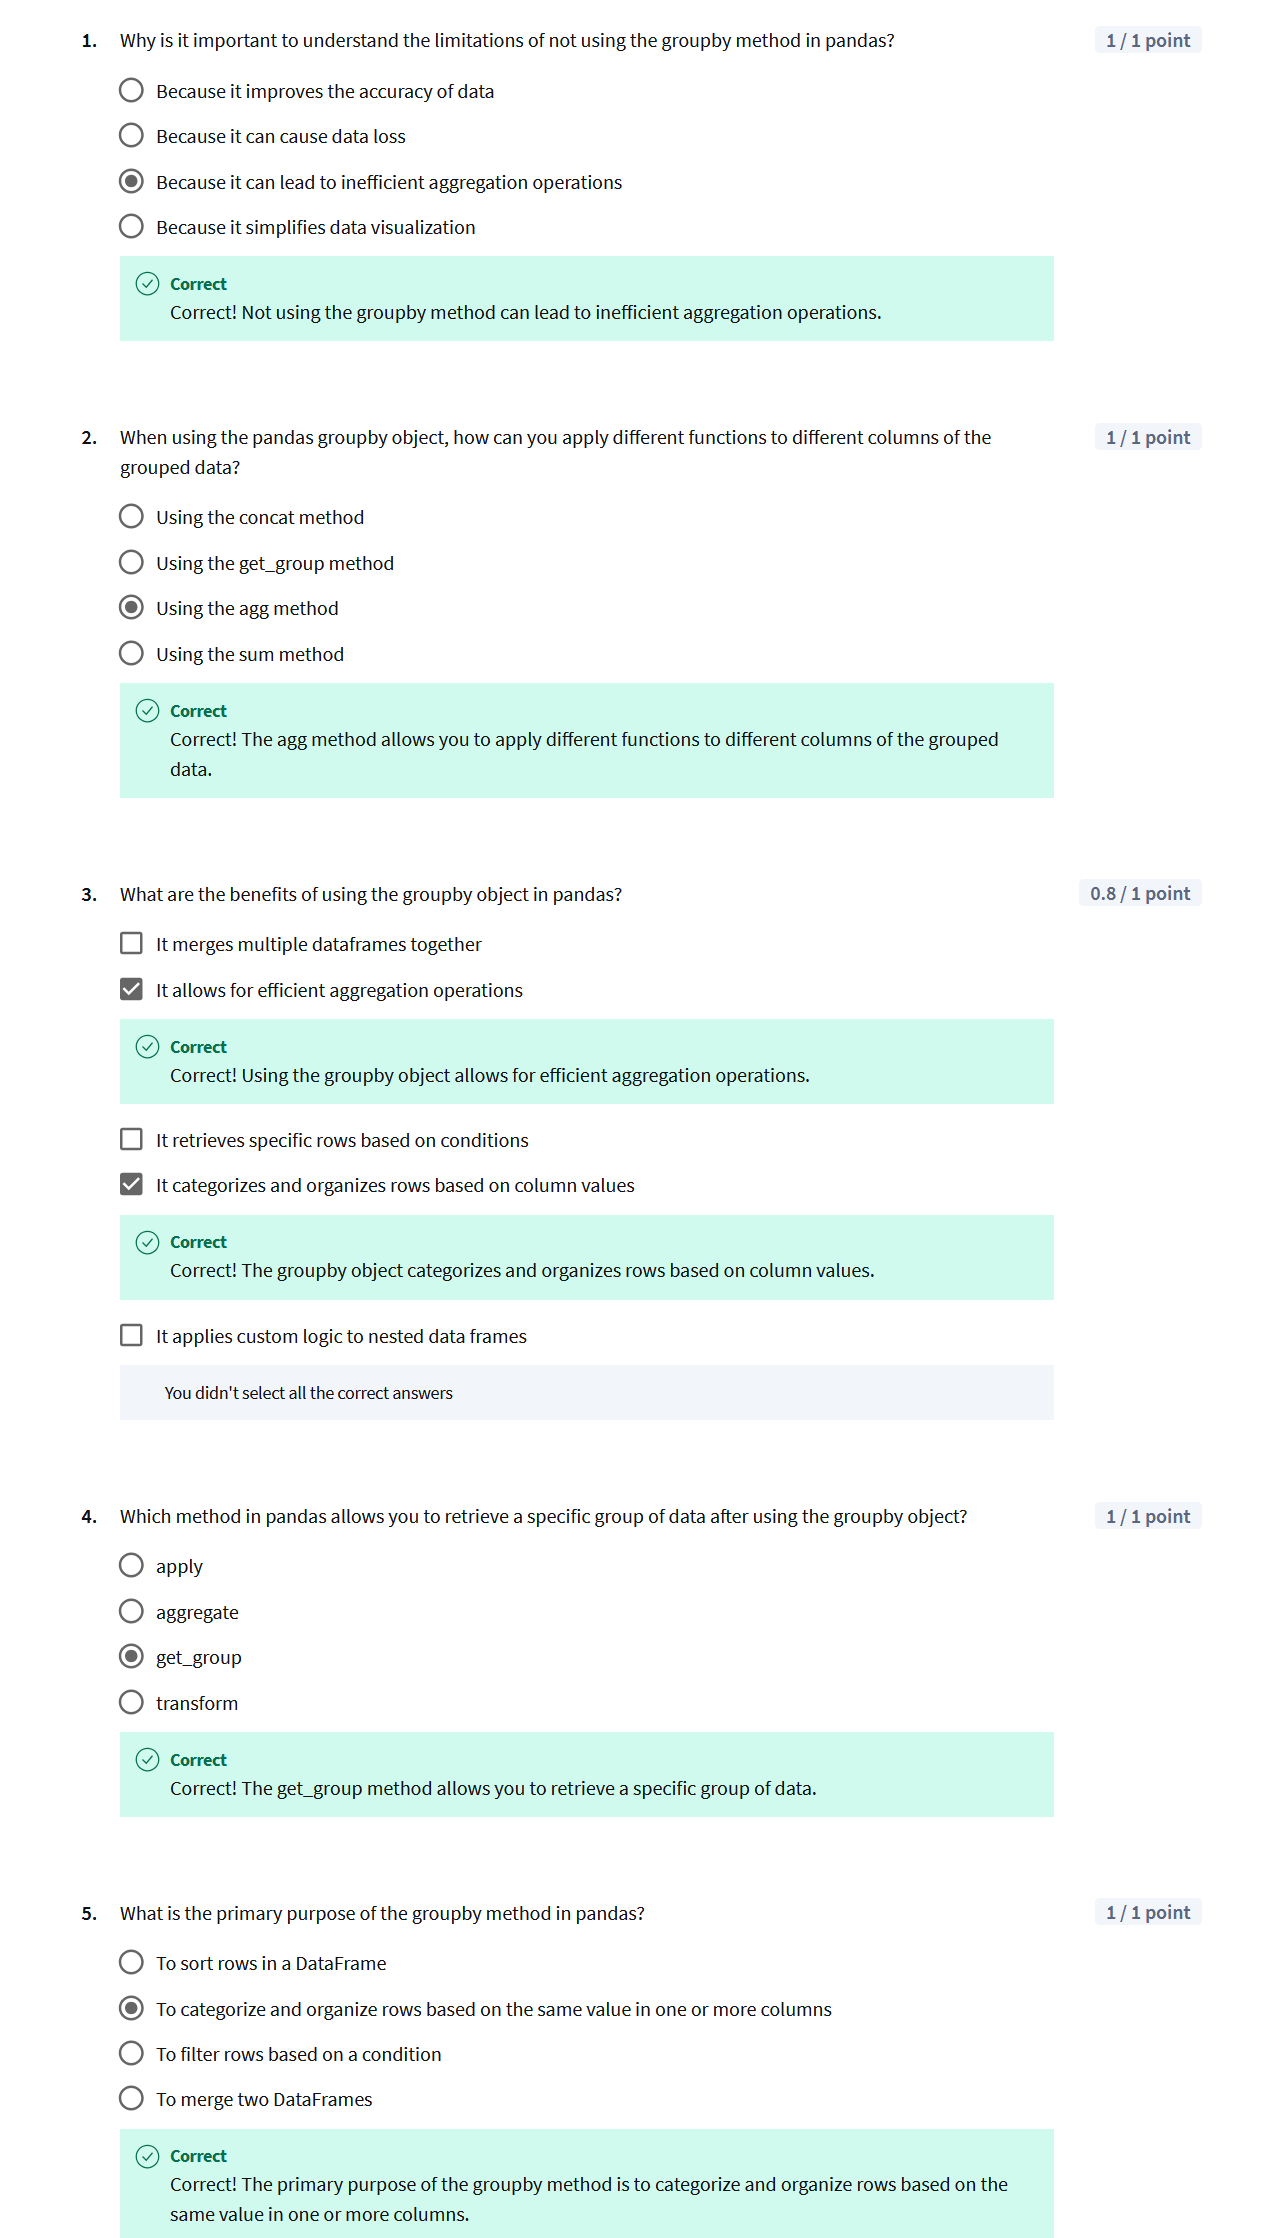 1. Why is it important to understand the limitations of not using the groupby method in pandas? 1 / 1 point
Because it improves the accuracy of data
Because it can cause data loss
Because it can lead to inefficient aggregation operations
Because it simplifies data visualization
Correct
Correct! Not using the groupby method can lead to inefficient aggregation operations.
2. When using the pandas groupby object, how can you apply different functions to different columns of the 1 / 1 point
grouped data?
Using the concat method
Using the get_group method
Using the agg method
Using the sum method
Correct
Correct! The agg method allows you to apply different functions to different columns of the grouped
data.
3. What are the benefits of using the groupby object in pandas? 0.8 / 1 point
It merges multiple dataframes together
It allows for efficient aggregation operations
Correct
Correct! Using the groupby object allows for efficient aggregation operations.
It retrieves specific rows based on conditions
It categorizes and organizes rows based on column values
Correct
Correct! The groupby object categorizes and organizes rows based on column values.
It applies custom logic to nested data frames
You didn't select all the correct answers
4. Which method in pandas allows you to retrieve a specific group of data after using the groupby object? 1 / 1 point
apply
aggregate
get_group
transform
Correct
Correct! The get_group method allows you to retrieve a specific group of data.
5. What is the primary purpose of the groupby method in pandas? 1 / 1 point
To sort rows in a DataFrame
To categorize and organize rows based on the same value in one or more columns
To filter rows based on a condition
To merge two DataFrames
Correct
Correct! The primary purpose of the groupby method is to categorize and organize rows based on the
same value in one or more columns.